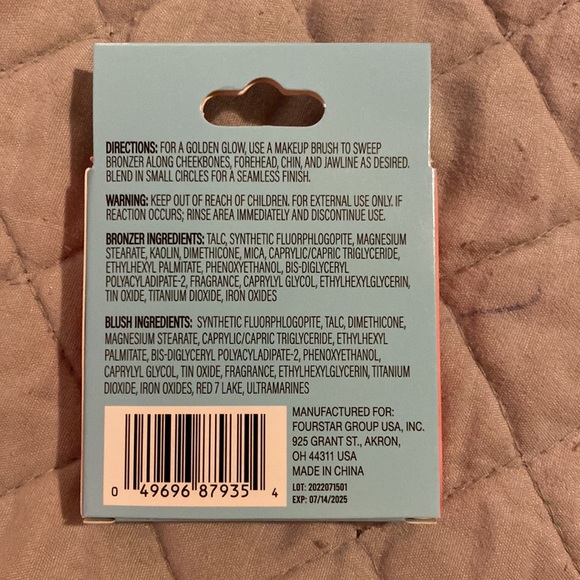 DIRECTIONS: FOR A GOLDEN GLOW, USE A MAKEUP BRUSH TO SWEEP
BRONZER ALONG CHEEKBONES, FOREHEAD, CHIN, AND JAWLINE AS DESIRED.
BLEND IN SMALL CIRCLES FOR A SEAMLESS FINISH.
WARNING: KEEP OUT OF REACH OF CHILDREN. FOR EXTERNAL USE ONLY. IF
REACTION OCCURS; RINSE AREA IMMEDIATELY AND DISCONTINUE USE.
BRONZER INGREDIENTS: TALC, SYNTHETIC FLUORPHLOGOPITE, MAGNESIUM
STEARATE, KAOLIN, DIMETHICONE, MICA, CAPRYLIC/CAPRIC TRIGLYCERIDE,
ETHYLHEXYL PALMITATE, PHENOXYETHANOL, BIS-DIGLYCERYL
POLYACYLADIPATE-2, FRAGRANCE, CAPRYLYL GLYCOL, ETHYLHEXYLGLYCERIN,
TIN OXIDE, TITANIUM DIOXIDE, IRON OXIDES
BLUSH INGREDIENTS: SYNTHETIC FLUORPHLOGOPITE, TALC, DIMETHICONE,
MAGNESIUM STEARATE, CAPRYLIC/CAPRIC TRIGLYCERIDE, ETHYLHEXYL
PALMITATE, BIS-DIGLYCERYL POLYACYLADIPATE-2, PHENOXYETHANOL,
CAPRYLYL GLYCOL, TIN OXIDE, FRAGRANCE, ETHYLHEXYLGLYCERIN, TITANIUM
DIOXIDE, IRON OXIDES, RED 7 LAKE, ULTRAMARINES
0 49696 87935 4
MANUFACTURED FOR:
FOURSTAR GROUP USA, INC.
925 GRANT ST., AKRON,
OH 44311 USA
MADE IN CHINA
LOT: 2022071501
EXP: 07/14/2025